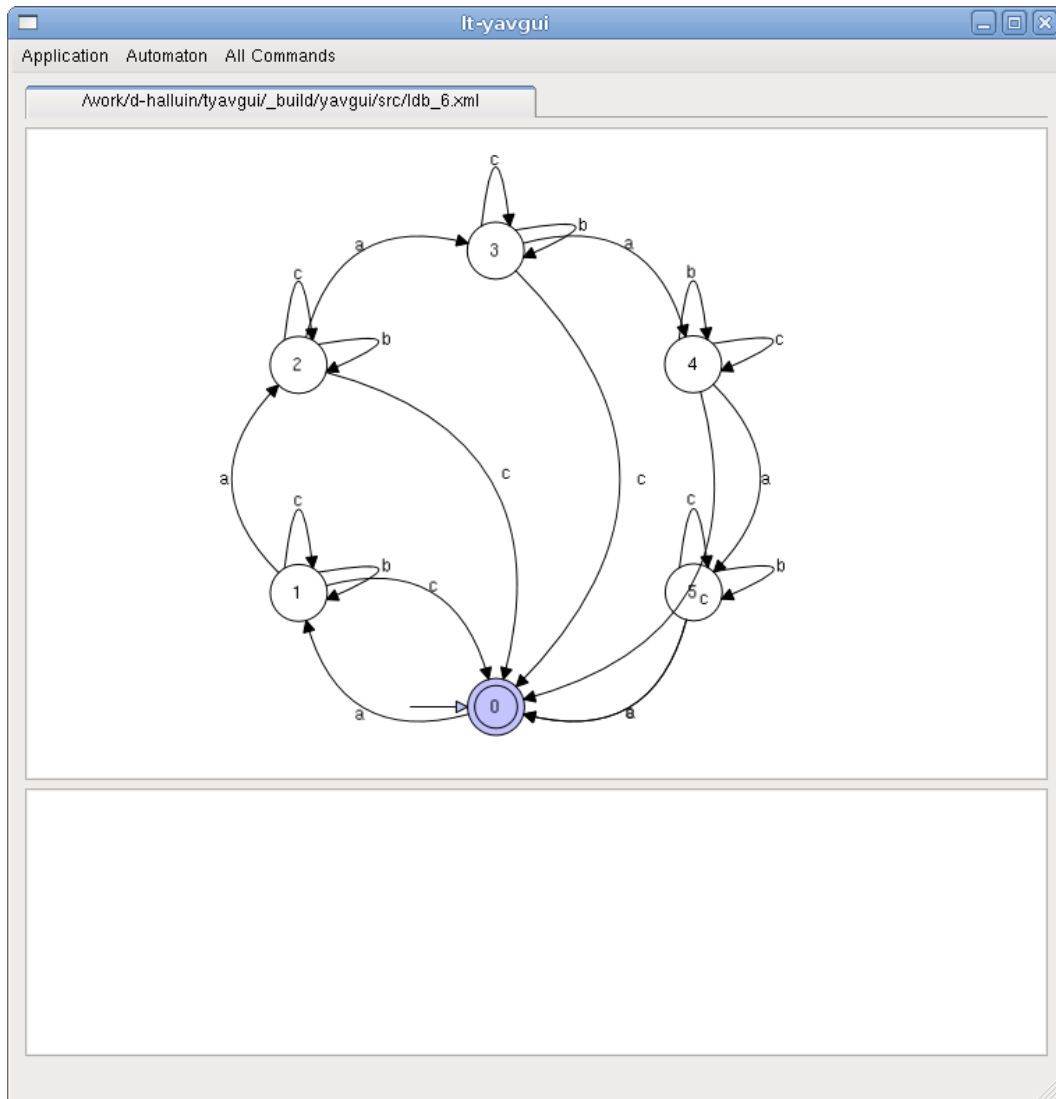 lt-yavgui
Application Automaton All Commands
/work/d-halluin/tyavgui/_build/yavgui/src/ldb_6.xml
c
b
a 3 a
c b
b c
2 4
c c
a a
c c
b b
1 5 c
c
0
a a